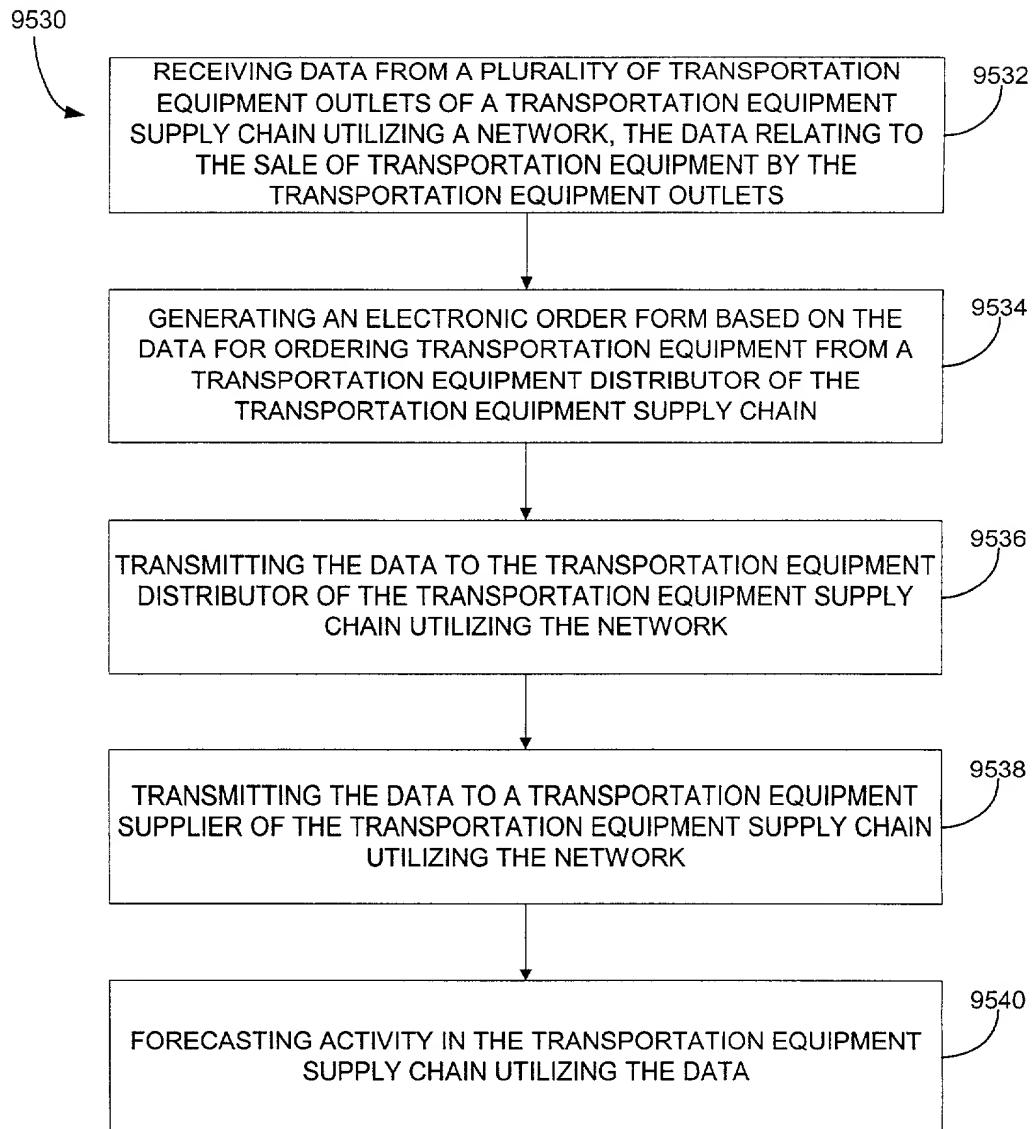 9530
RECEIVING DATA FROM A PLURALITY OF TRANSPORTATION
EQUIPMENT OUTLETS OF A TRANSPORTATION EQUIPMENT
SUPPLY CHAIN UTILIZING A NETWORK, THE DATA RELATING TO
THE SALE OF TRANSPORTATION EQUIPMENT BY THE
TRANSPORTATION EQUIPMENT OUTLETS
9532
GENERATING AN ELECTRONIC ORDER FORM BASED ON THE
DATA FOR ORDERING TRANSPORTATION EQUIPMENT FROM A
TRANSPORTATION EQUIPMENT DISTRIBUTOR OF THE
TRANSPORTATION EQUIPMENT SUPPLY CHAIN
9534
TRANSMITTING THE DATA TO THE TRANSPORTATION EQUIPMENT
DISTRIBUTOR OF THE TRANSPORTATION EQUIPMENT SUPPLY
CHAIN UTILIZING THE NETWORK
9536
TRANSMITTING THE DATA TO A TRANSPORTATION EQUIPMENT
SUPPLIER OF THE TRANSPORTATION EQUIPMENT SUPPLY CHAIN
UTILIZING THE NETWORK
9538
FORECASTING ACTIVITY IN THE TRANSPORTATION EQUIPMENT
SUPPLY CHAIN UTILIZING THE DATA
9540